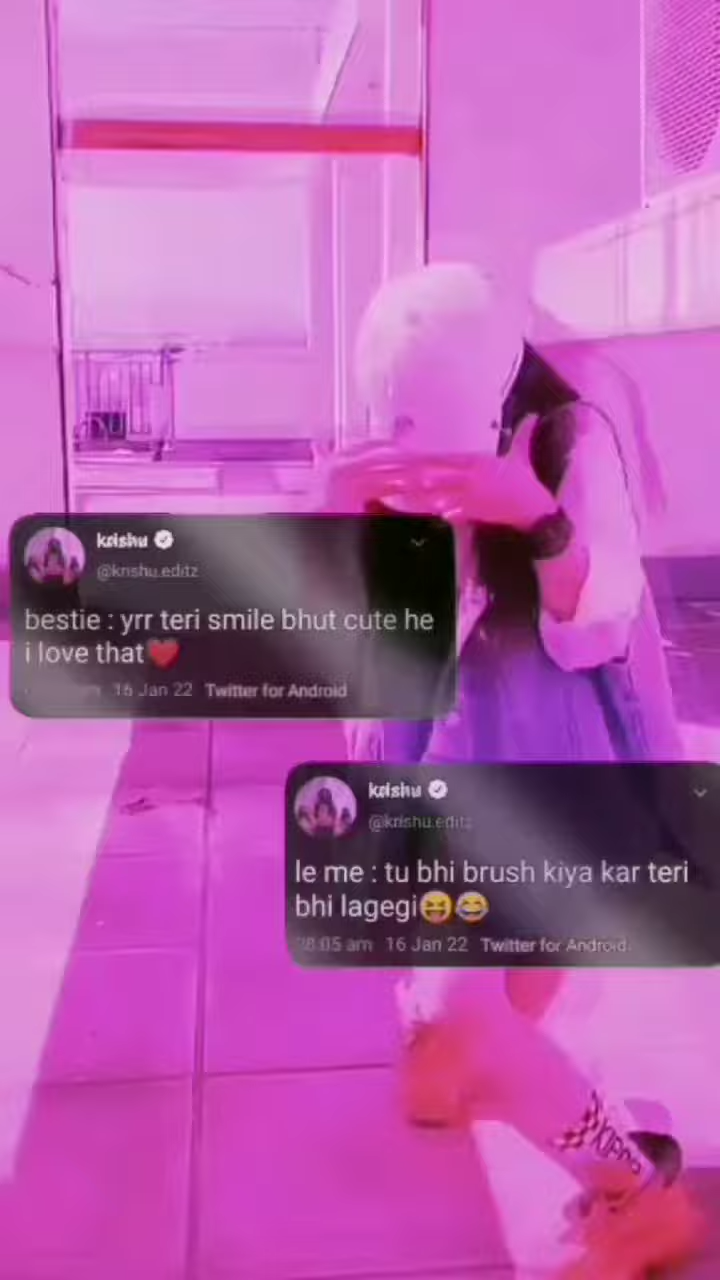 krishu
@krishu.editz
bestie : yrr teri smile bhut cute he
i love that❤️
16 Jan 22 Twitter for Android
krishu
@krishu.editz
le me : tu bhi brush kiya kar teri
bhi lagegi😝😂
08:05 am 16 Jan 22 Twitter for Android